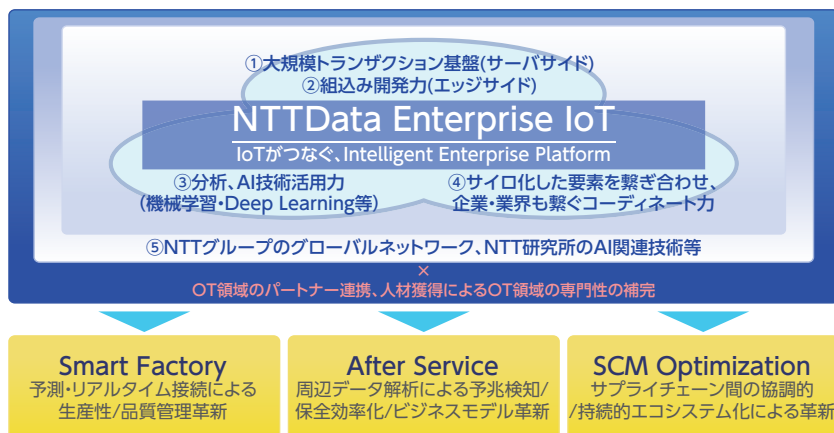 ①大規模トランザクション基盤(サーバサイド)
②組込み開発力(エッジサイド)
NTTData Enterprise IoT
IoTがつなぐ、Intelligent Enterprise Platform
③分析、AI技術活用力
(機械学習・Deep Learning等)
④サイロ化した要素を繋ぎ合わせ、
企業・業界も繋ぐコーディネート力
⑤NTTグループのグローバルネットワーク、NTT研究所のAI関連技術等
×
OT領域のパートナー連携、人材獲得によるOT領域の専門性の補完
Smart Factory
予測・リアルタイム接続による
生産性/品質管理革新
After Service
周辺データ解析による予兆検知/
保全効率化/ビジネスモデル革新
SCM Optimization
サプライチェーン間の協調的
/持続的エコシステム化による革新